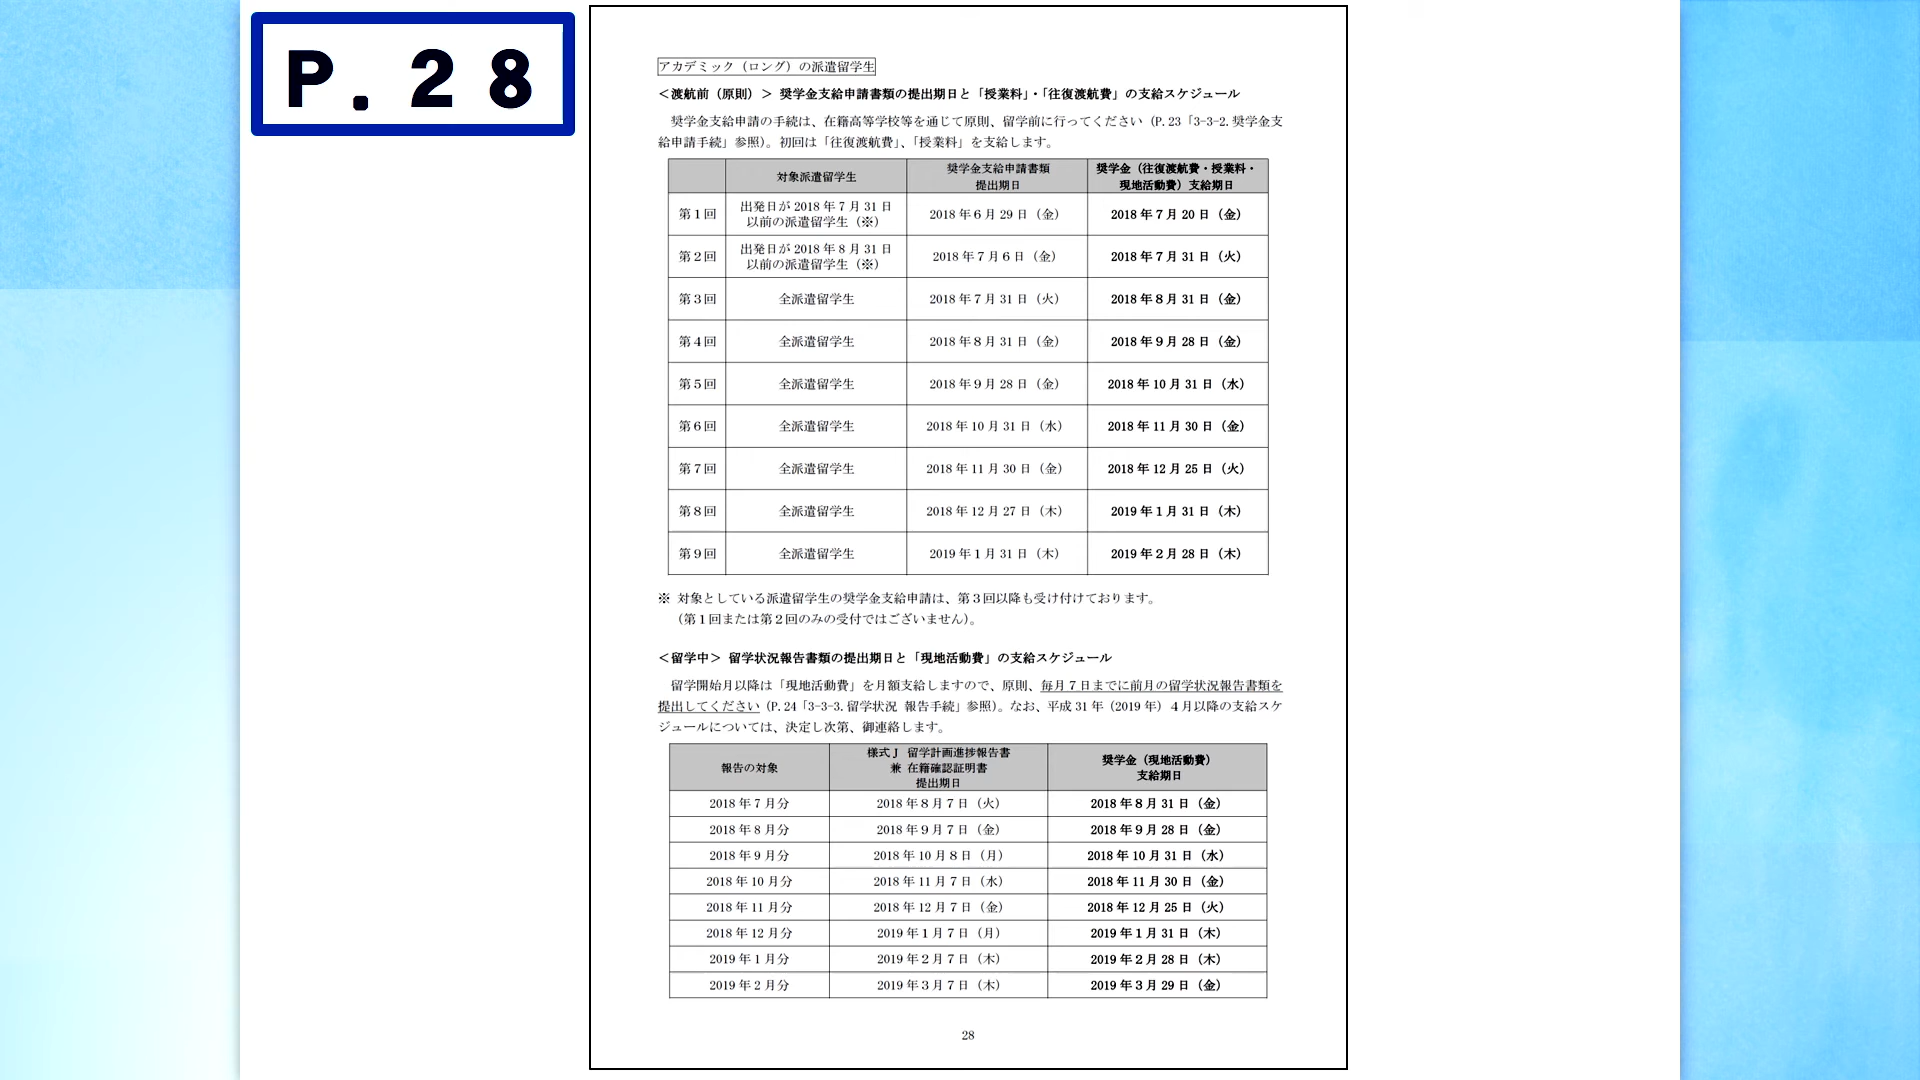 P.28
アカデミック（ロング）の派遣留学生
＜渡航前（原則）＞ 奨学金支給申請書類の提出期日と「授業料」・「往復渡航費」の支給スケジュール
奨学金支給申請の手続は、在籍高等学校等を通じて原則、留学前に行ってください（P.23「3-3-2.奨学金支
給申請手続」参照）。初回は「往復渡航費」、「授業料」を支給します。
対象派遣留学生 奨学金支給申請書類 提出期日 奨学金（往復渡航費・授業料・ 現地活動費）支給期日
第１回 出発日が 2018 年７月 31 日 以前の派遣留学生（※） 2018 年６月 29 日（金） 2018 年７月 20 日（金）
第２回 出発日が 2018 年８月 31 日 以前の派遣留学生（※） 2018 年７月６日（金） 2018 年７月 31 日（火）
第３回 全派遣留学生 2018 年７月 31 日（火） 2018 年８月 31 日（金）
第４回 全派遣留学生 2018 年８月 31 日（金） 2018 年９月 28 日（金）
第５回 全派遣留学生 2018 年９月 28 日（金） 2018 年 10 月 31 日（水）
第６回 全派遣留学生 2018 年 10 月 31 日（水） 2018 年 11 月 30 日（金）
第７回 全派遣留学生 2018 年 11 月 30 日（金） 2018 年 12 月 25 日（火）
第８回 全派遣留学生 2018 年 12 月 27 日（木） 2019 年１月 31 日（木）
第９回 全派遣留学生 2019 年１月 31 日（木） 2019 年２月 28 日（木）
※ 対象としている派遣留学生の奨学金支給申請は、第３回以降も受け付けております。
（第１回または第２回のみの受付ではございません）。
＜留学中＞ 留学状況報告書類の提出期日と「現地活動費」の支給スケジュール
留学開始月以降は「現地活動費」を月額支給しますので、原則、毎月７日までに前月の留学状況報告書類を
提出してください（P.24「3-3-3.留学状況 報告手続」参照）。なお、平成 31 年（2019 年）４月以降の支給スケ
ジュールについては、決定し次第、御連絡します。
報告の対象 様式Ｊ 留学計画進捗報告書 兼 在籍確認証明書 提出期日 奨学金（現地活動費） 支給期日
2018 年７月分 2018 年８月７日（火） 2018 年８月 31 日（金）
2018 年８月分 2018 年９月７日（金） 2018 年９月 28 日（金）
2018 年９月分 2018 年 10 月８日（月） 2018 年 10 月 31 日（水）
2018 年 10 月分 2018 年 11 月７日（水） 2018 年 11 月 30 日（金）
2018 年 11 月分 2018 年 12 月７日（金） 2018 年 12 月 25 日（火）
2018 年 12 月分 2019 年１月７日（月） 2019 年１月 31 日（木）
2019 年１月分 2019 年２月７日（木） 2019 年２月 28 日（木）
2019 年２月分 2019 年３月７日（木） 2019 年３月 29 日（金）
28